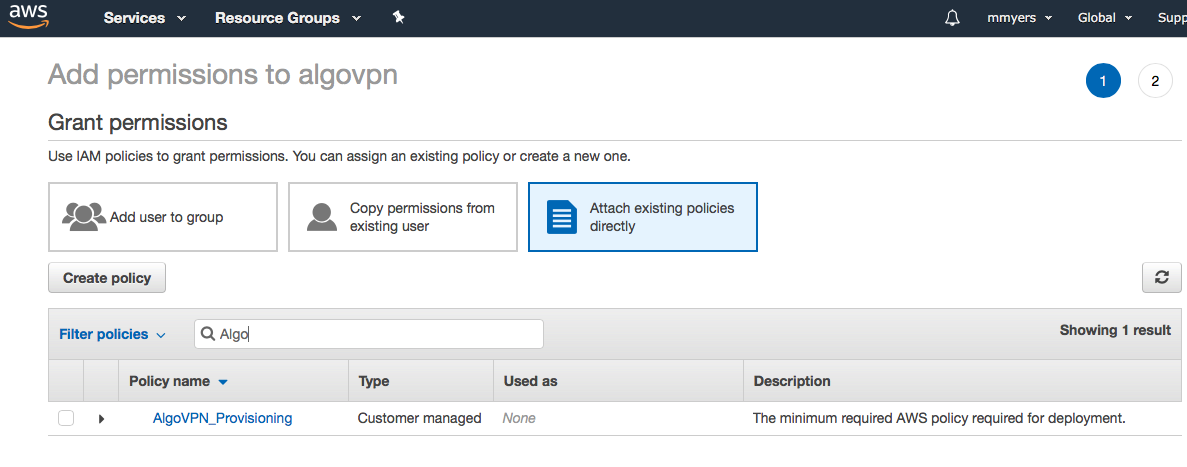 aws
Services Resource Groups mmyers Global Supp
Add permissions to algovpn
1 2
Grant permissions
Use IAM policies to grant permissions. You can assign an existing policy or create a new one.
Add user to group
Copy permissions from
existing user
Attach existing policies
directly
Create policy
Filter policies Algo Showing 1 result
Policy name Type Used as Description
AlgoVPN_Provisioning Customer managed None The minimum required AWS policy required for deployment.